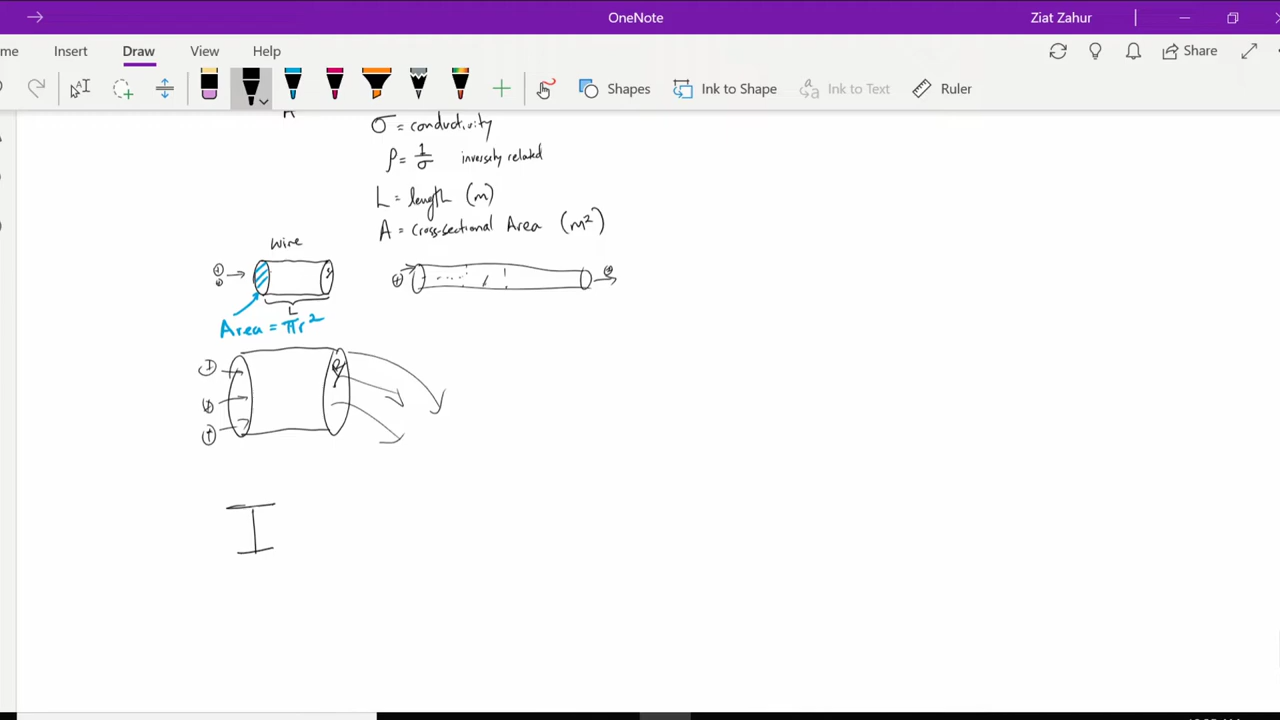 OneNote
Ziat Zahur
me Insert Draw View Help
Share
Shapes Ink to Shape Ink to Text Ruler
σ = conductivity
ρ = 1/σ inversely related
L = length (m)
A = cross-sectional Area (m²)
Wire
L
Area = πr²
I